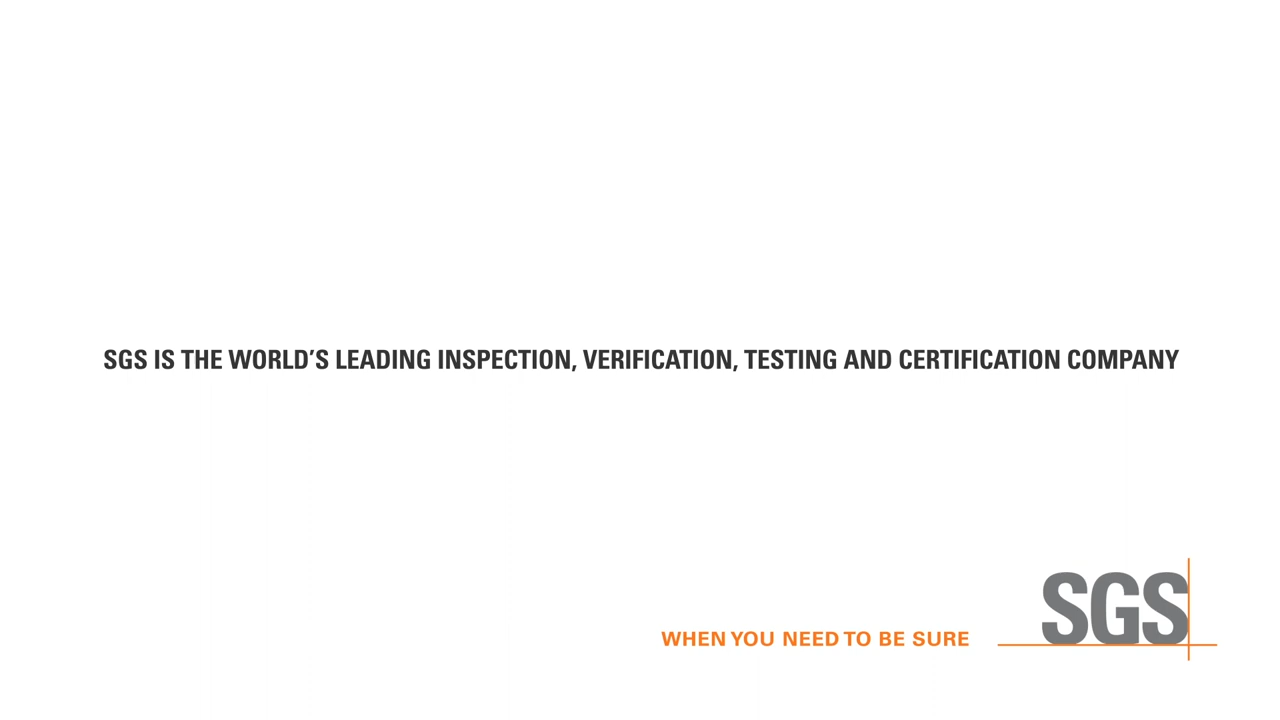 SGS IS THE WORLD’S LEADING INSPECTION, VERIFICATION, TESTING AND CERTIFICATION COMPANY
WHEN YOU NEED TO BE SURE
SGS